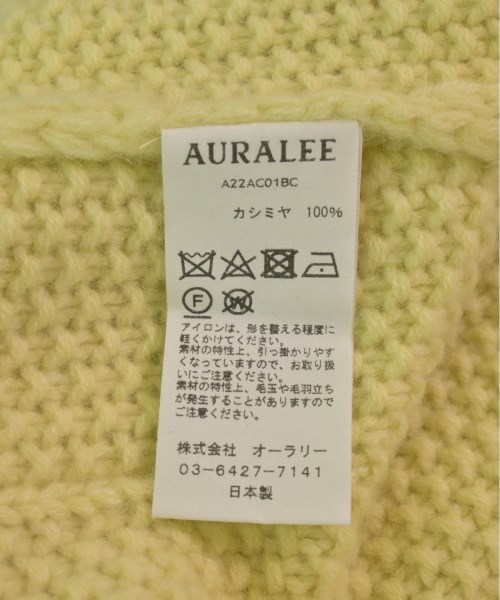 AURALEE
A22AC01BC
カシミヤ 100%
F W
アイロンは、形を整える程度に
軽くかけてください。
素材の特性上、引っ掛かりやす
くなっていますので、お取り扱
いにご注意ください。
素材の特性上、毛玉や毛羽立ち
が発生することがありますので
ご注意ください。
株式会社 オーラリー
03-6427-7141
日本製